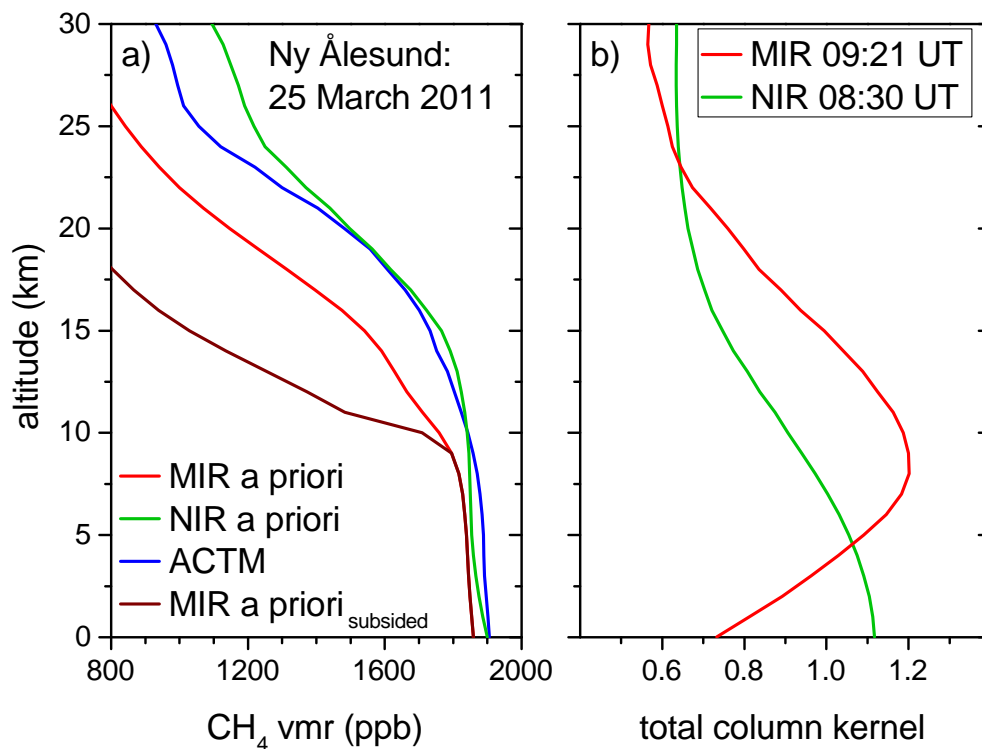 a)
Ny Ålesund:
25 March 2011
30
25
20
15
10
5
0
altitude (km)
MIR a priori
NIR a priori
ACTM
MIR a priori subsided
800 1200 1600 2000
CH₄ vmr (ppb)
b)
MIR 09:21 UT
NIR 08:30 UT
0.6 0.8 1.0 1.2
total column kernel